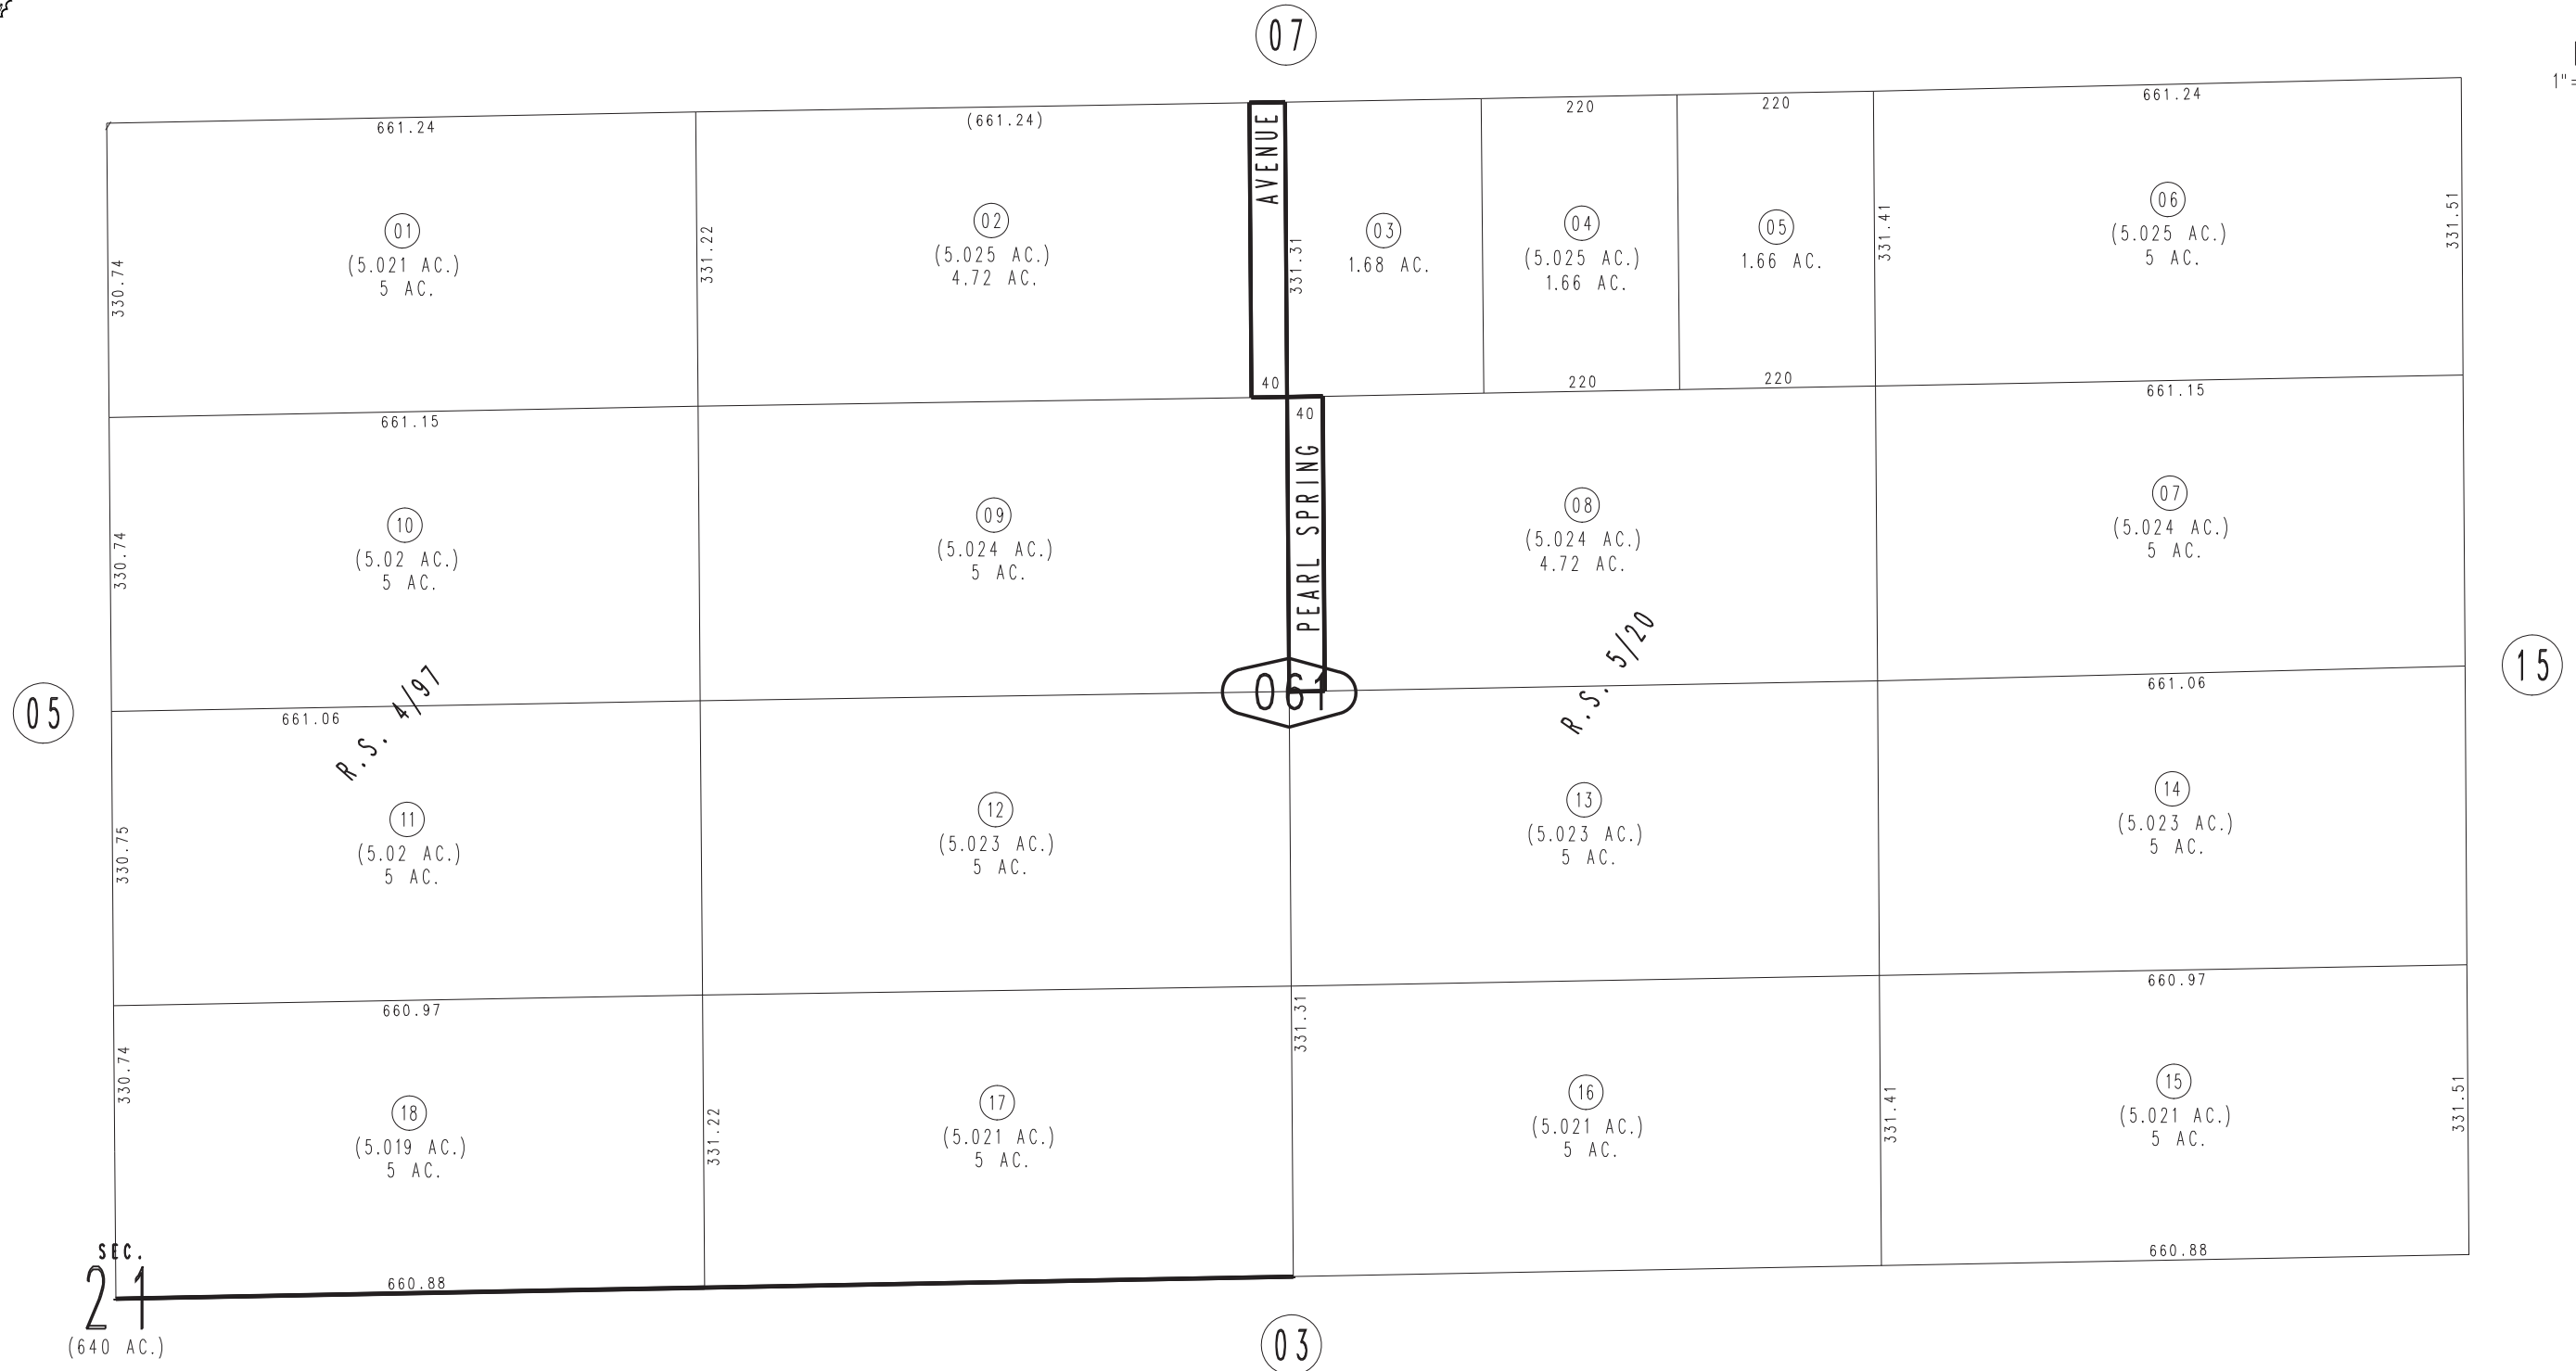 07
1"=
661.24
(661.24)
220
220
661.24
AVENUE
01
(5.021 AC.)
5 AC.
02
(5.025 AC.)
4.72 AC.
03
1.68 AC.
04
(5.025 AC.)
1.66 AC.
05
1.66 AC.
06
(5.025 AC.)
5 AC.
330.74
331.22
331.31
331.41
331.51
40
220
220
661.15
661.15
40
PEARL SPRING
10
(5.02 AC.)
5 AC.
09
(5.024 AC.)
5 AC.
08
(5.024 AC.)
4.72 AC.
07
(5.024 AC.)
5 AC.
330.74
R.S. 4/97
R.S. 5/20
05
061
15
661.06
661.06
11
(5.02 AC.)
5 AC.
12
(5.023 AC.)
5 AC.
13
(5.023 AC.)
5 AC.
14
(5.023 AC.)
5 AC.
330.75
660.97
660.97
331.31
330.74
18
(5.019 AC.)
5 AC.
331.22
17
(5.021 AC.)
5 AC.
16
(5.021 AC.)
5 AC.
331.41
15
(5.021 AC.)
5 AC.
331.51
SEC.
21
(640 AC.)
660.88
660.88
03